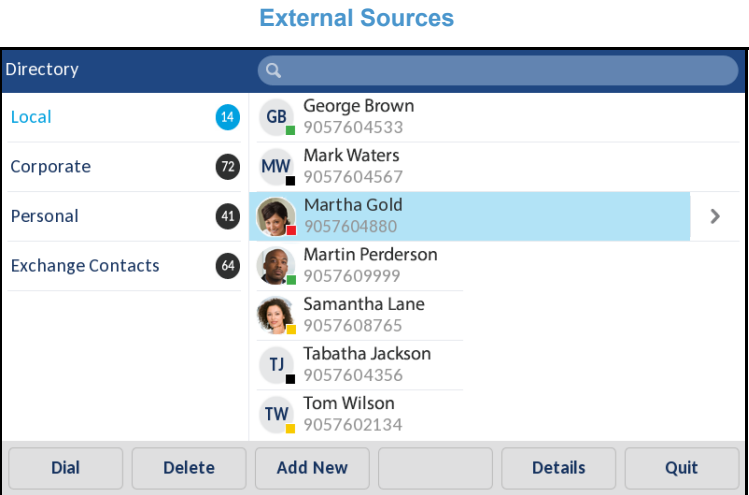 External Sources
Directory
Local 14
Corporate 72
Personal 41
Exchange Contacts 64
GB George Brown
9057604533
MW Mark Waters
9057604567
Martha Gold
9057604880
Martin Perderson
9057609999
Samantha Lane
9057608765
TJ Tabatha Jackson
9057604356
TW Tom Wilson
9057602134
Dial Delete Add New Details Quit